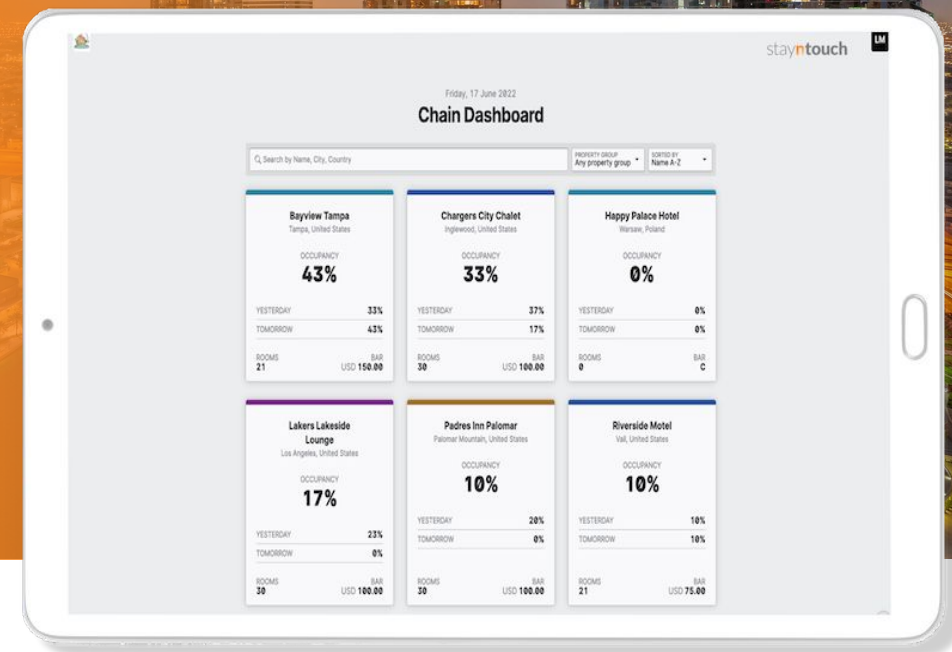 stayntouch
LM
Friday, 17 June 2022
Chain Dashboard
Search by Name, City, Country
PROPERTY GROUP
Any property group
SORTED BY
Name A-Z
Bayview Tampa
Tampa, United States
OCCUPANCY
43%
YESTERDAY 33%
TOMORROW 43%
ROOMS BAR
21 USD 150.00
Chargers City Chalet
Inglewood, United States
OCCUPANCY
33%
YESTERDAY 37%
TOMORROW 17%
ROOMS BAR
30 USD 100.00
Happy Palace Hotel
Warsaw, Poland
OCCUPANCY
0%
YESTERDAY 0%
TOMORROW 0%
ROOMS BAR
0 C
Lakers Lakeside
Lounge
Los Angeles, United States
OCCUPANCY
17%
YESTERDAY 23%
TOMORROW 0%
ROOMS BAR
30 USD 100.00
Padres Inn Palomar
Palomar Mountain, United States
OCCUPANCY
10%
YESTERDAY 20%
TOMORROW 0%
ROOMS BAR
30 USD 100.00
Riverside Motel
Vail, United States
OCCUPANCY
10%
YESTERDAY 10%
TOMORROW 10%
ROOMS BAR
21 USD 75.00